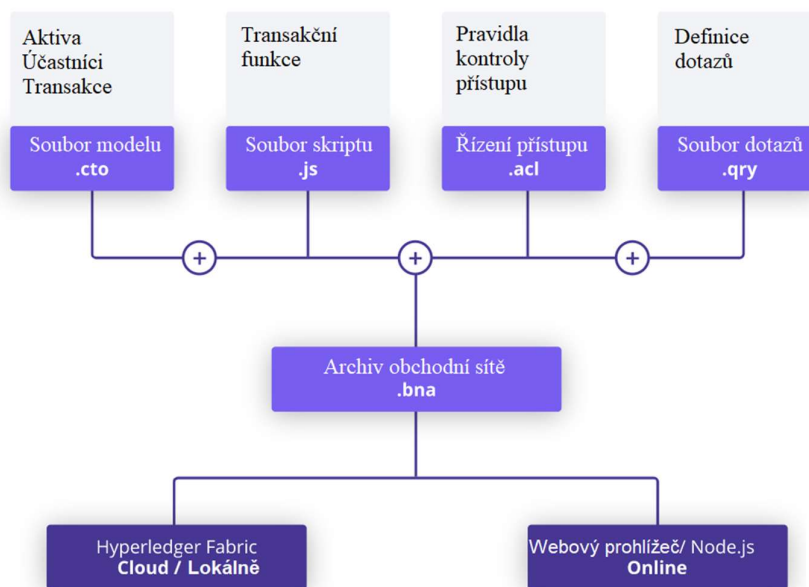 Aktiva
Účastníci
Transakce
Soubor modelu
.cto
Transakční
funkce
Soubor skriptu
.js
Pravidla
kontroly
přístupu
Řízení přístupu
.acl
Definice
dotazů
Soubor dotazů
.qry
+
+
+
Archiv obchodní sítě
.bna
Hyperledger Fabric
Cloud / Lokálně
Webový prohlížeč/ Node.js
Online